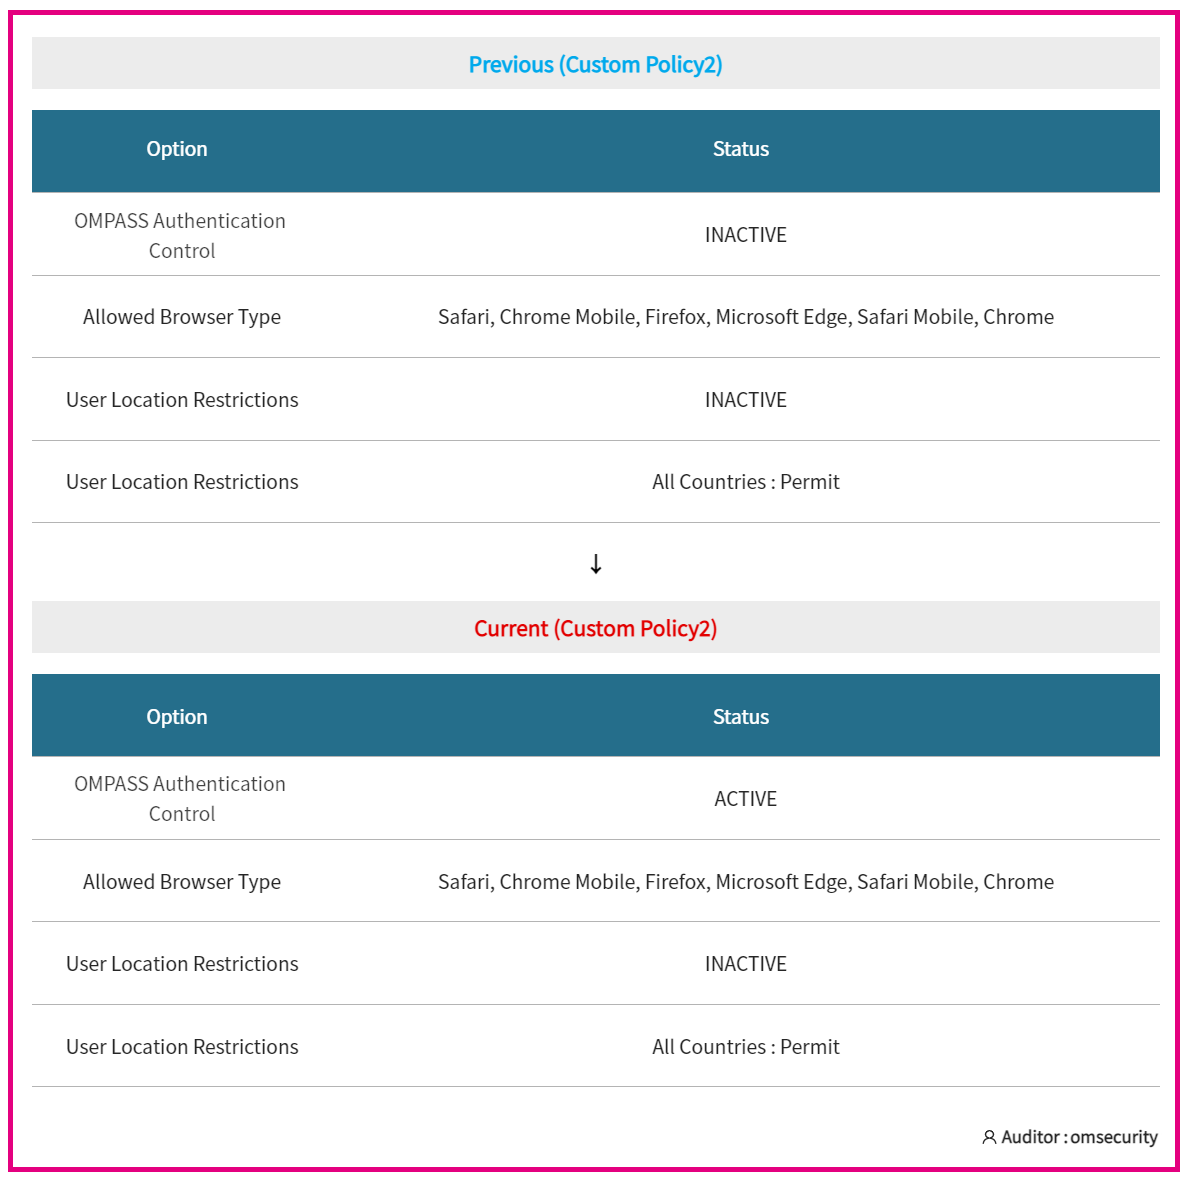 Previous (Custom Policy2)
Option Status
OMPASS Authentication
Control
INACTIVE
Allowed Browser Type Safari, Chrome Mobile, Firefox, Microsoft Edge, Safari Mobile, Chrome
User Location Restrictions INACTIVE
User Location Restrictions All Countries : Permit
↓
Current (Custom Policy2)
Option Status
OMPASS Authentication
Control
ACTIVE
Allowed Browser Type Safari, Chrome Mobile, Firefox, Microsoft Edge, Safari Mobile, Chrome
User Location Restrictions INACTIVE
User Location Restrictions All Countries : Permit
Auditor : omsecurity